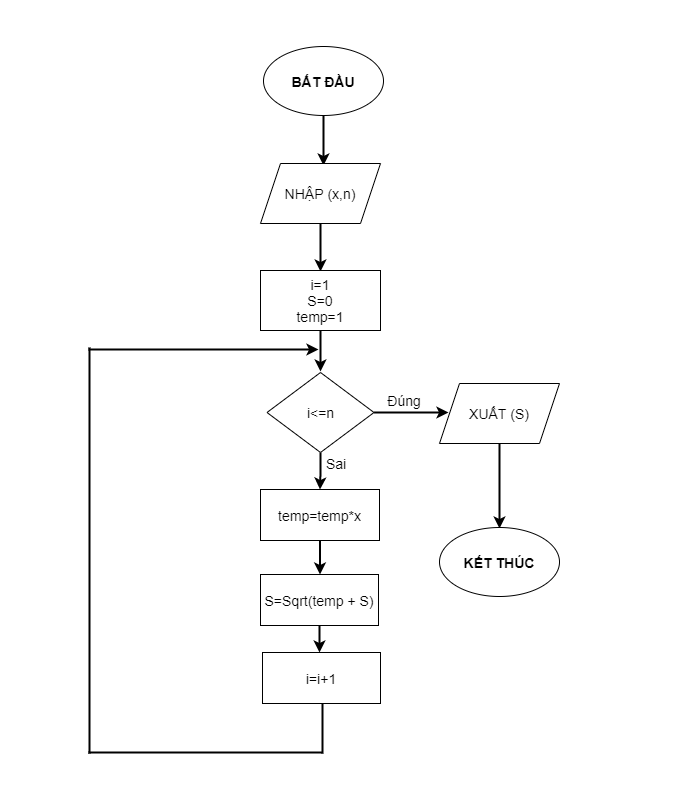 BẮT ĐẦU
NHẬP (x,n)
i=1
S=0
temp=1
i<=n
Đúng
XUẤT (S)
Sai
temp=temp*x
KẾT THÚC
S=Sqrt(temp + S)
i=i+1